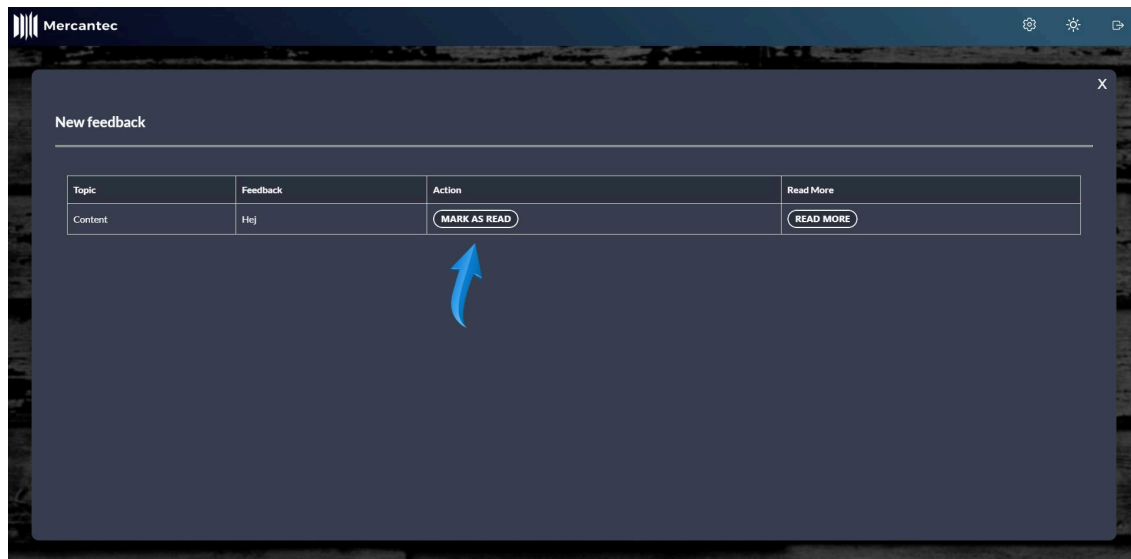 Mercantec
X
New feedback
Topic Feedback Action Read More
Content Hej MARK AS READ READ MORE